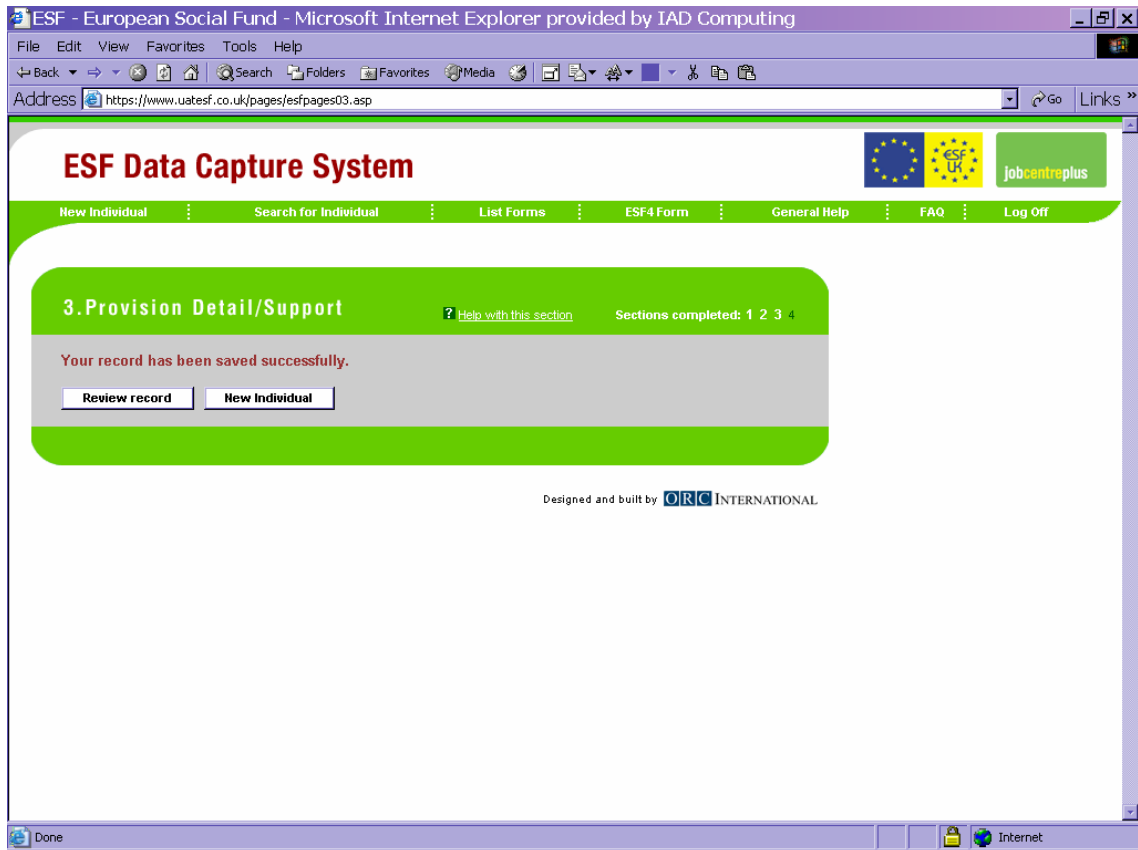 ESF - European Social Fund - Microsoft Internet Explorer provided by IAD Computing
File Edit View Favorites Tools Help
Back Search Folders Favorites Media
Address https://www.uatesf.co.uk/pages/esfpages03.asp Go Links »
ESF Data Capture System
ESF UK
jobcentreplus
New Individual Search for Individual List Forms ESF4 Form General Help FAQ Log Off
3.Provision Detail/Support ? Help with this section Sections completed: 1 2 3 4
Your record has been saved successfully.
Review record New Individual
Designed and built by ORC INTERNATIONAL
Done Internet